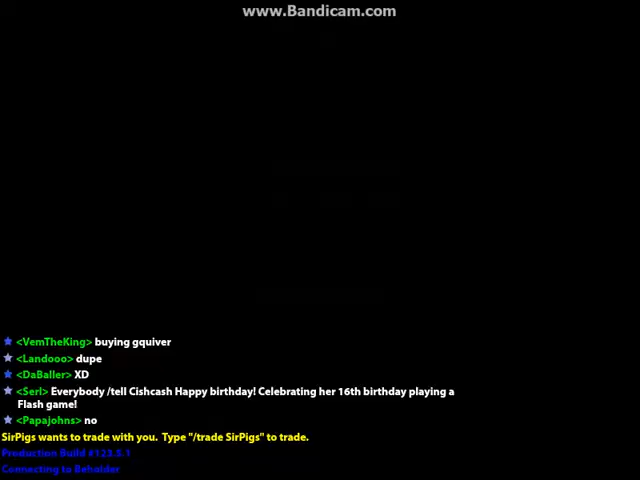 www.Bandicam.com
<VemTheKing> buying gquiver
<Landooo> dupe
<DaBaller> XD
<Serl> Everybody /tell Cishcash Happy birthday! Celebrating her 16th birthday playing a
Flash game!
<Papajohns> no
SirPigs wants to trade with you. Type "/trade SirPigs" to trade.
Production Build #123.5.1
Connecting to Beholder